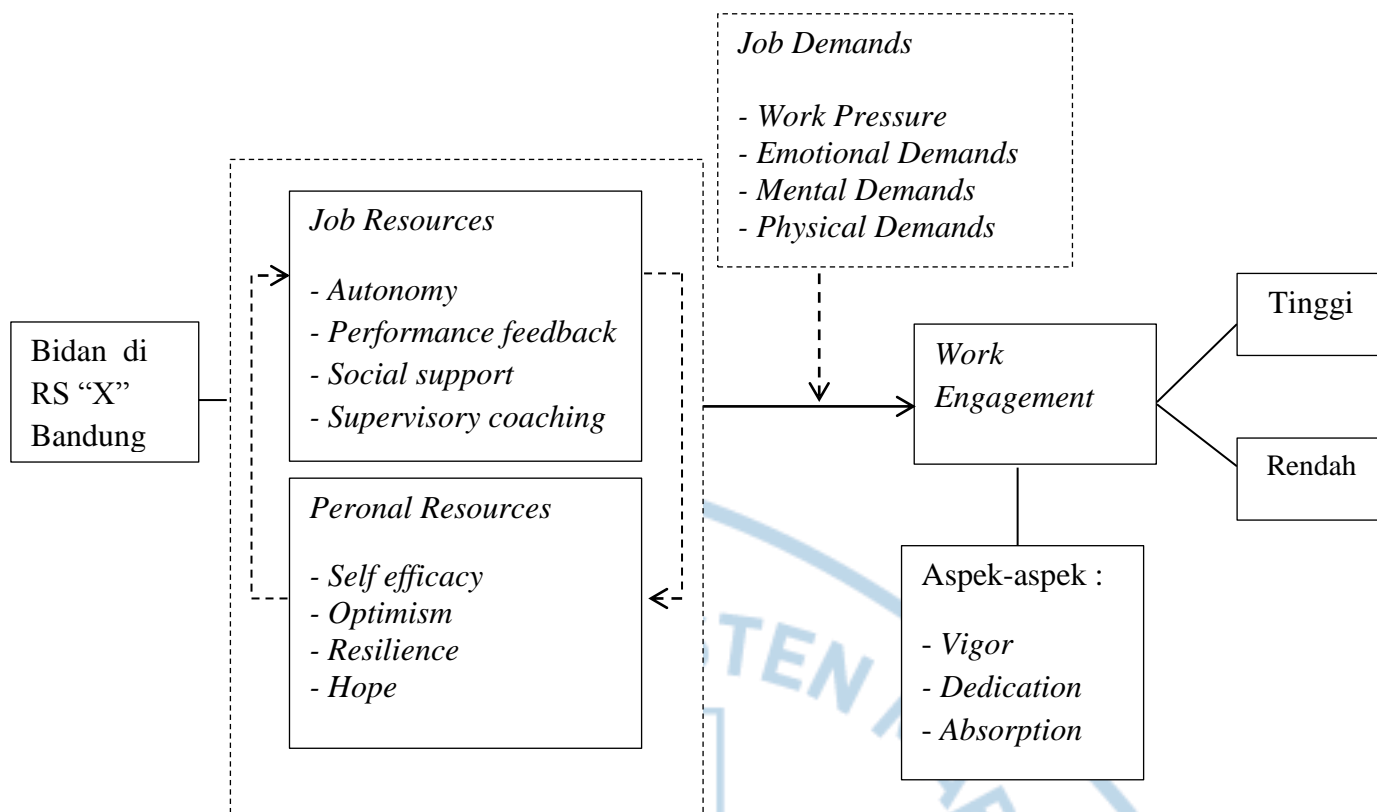 Job Demands
- Work Pressure
- Emotional Demands
- Mental Demands
- Physical Demands
Job Resources
- Autonomy
- Performance feedback
- Social support
- Supervisory coaching
Bidan di
RS “X”
Bandung
Work
Engagement
Tinggi
Rendah
Peronal Resources
- Self efficacy
- Optimism
- Resilience
- Hope
Aspek-aspek :
- Vigor
- Dedication
- Absorption